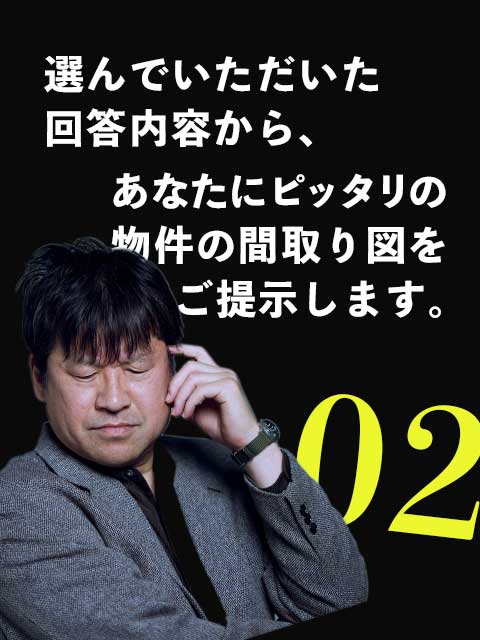 選んでいただいた
回答内容から、
あなたにピッタリの
物件の間取り図を
ご提示します。
02